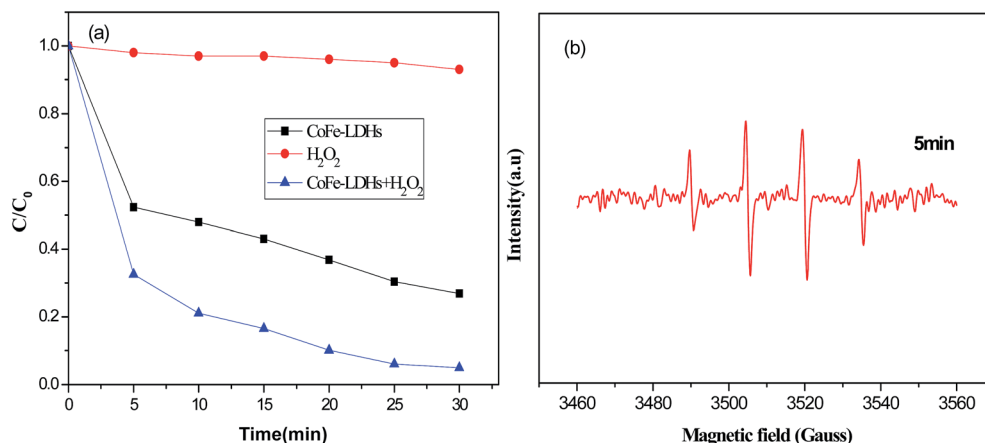 (a)
1.0
0.8
0.6
0.4
0.2
0.0
C/C₀
CoFe-LDHs
H₂O₂
CoFe-LDHs+H₂O₂
0 5 10 15 20 25 30
Time(min)
(b)
5min
Intensity(a.u)
3460 3480 3500 3520 3540 3560
Magnetic field (Gauss)